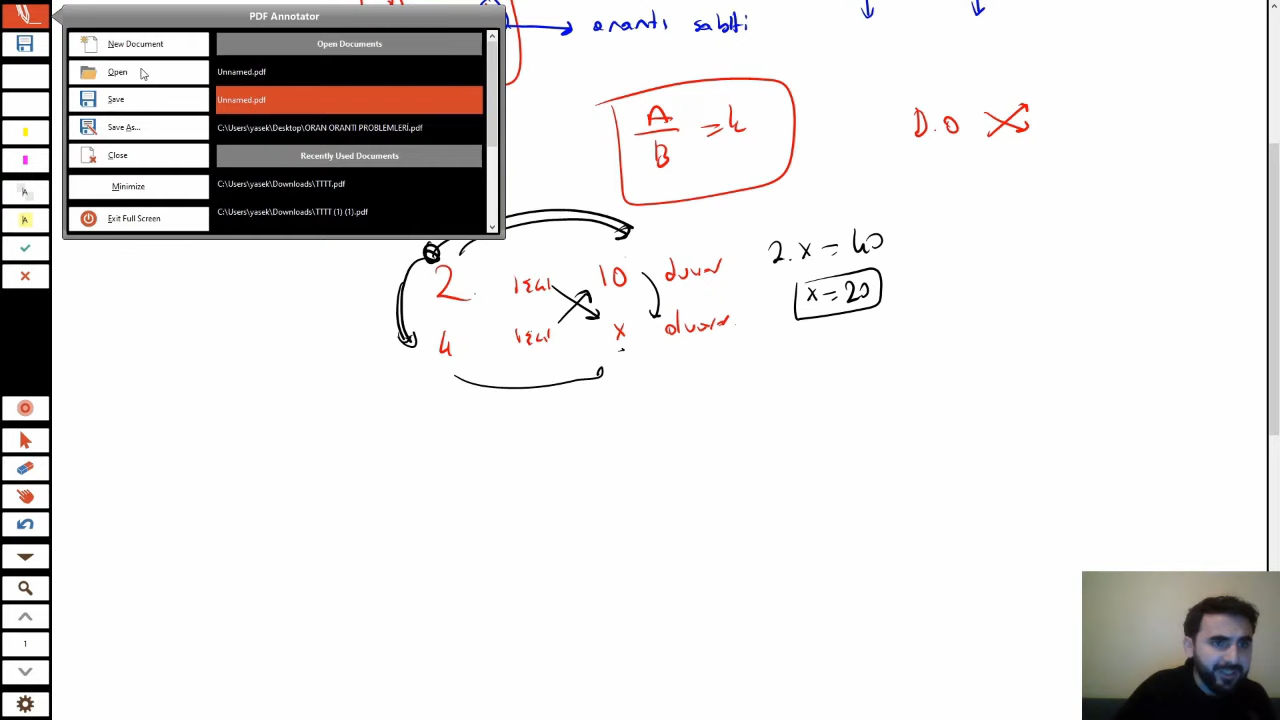 PDF Annotator
New Document
Open
Save
Save As...
Close
Minimize
Exit Full Screen
Open Documents
Unnamed.pdf
Unnamed.pdf
C:\Users\yasek\Desktop\ORAN ORANTI PROBLEMLERİ.pdf
Recently Used Documents
C:\Users\yasek\Downloads\TTTT.pdf
C:\Users\yasek\Downloads\TTTT (1) (1).pdf
orantı sabiti
A
B
=k
D.O
2 işçi 10 duvar
4 işçi x duvar
2.x=40
x=20
1